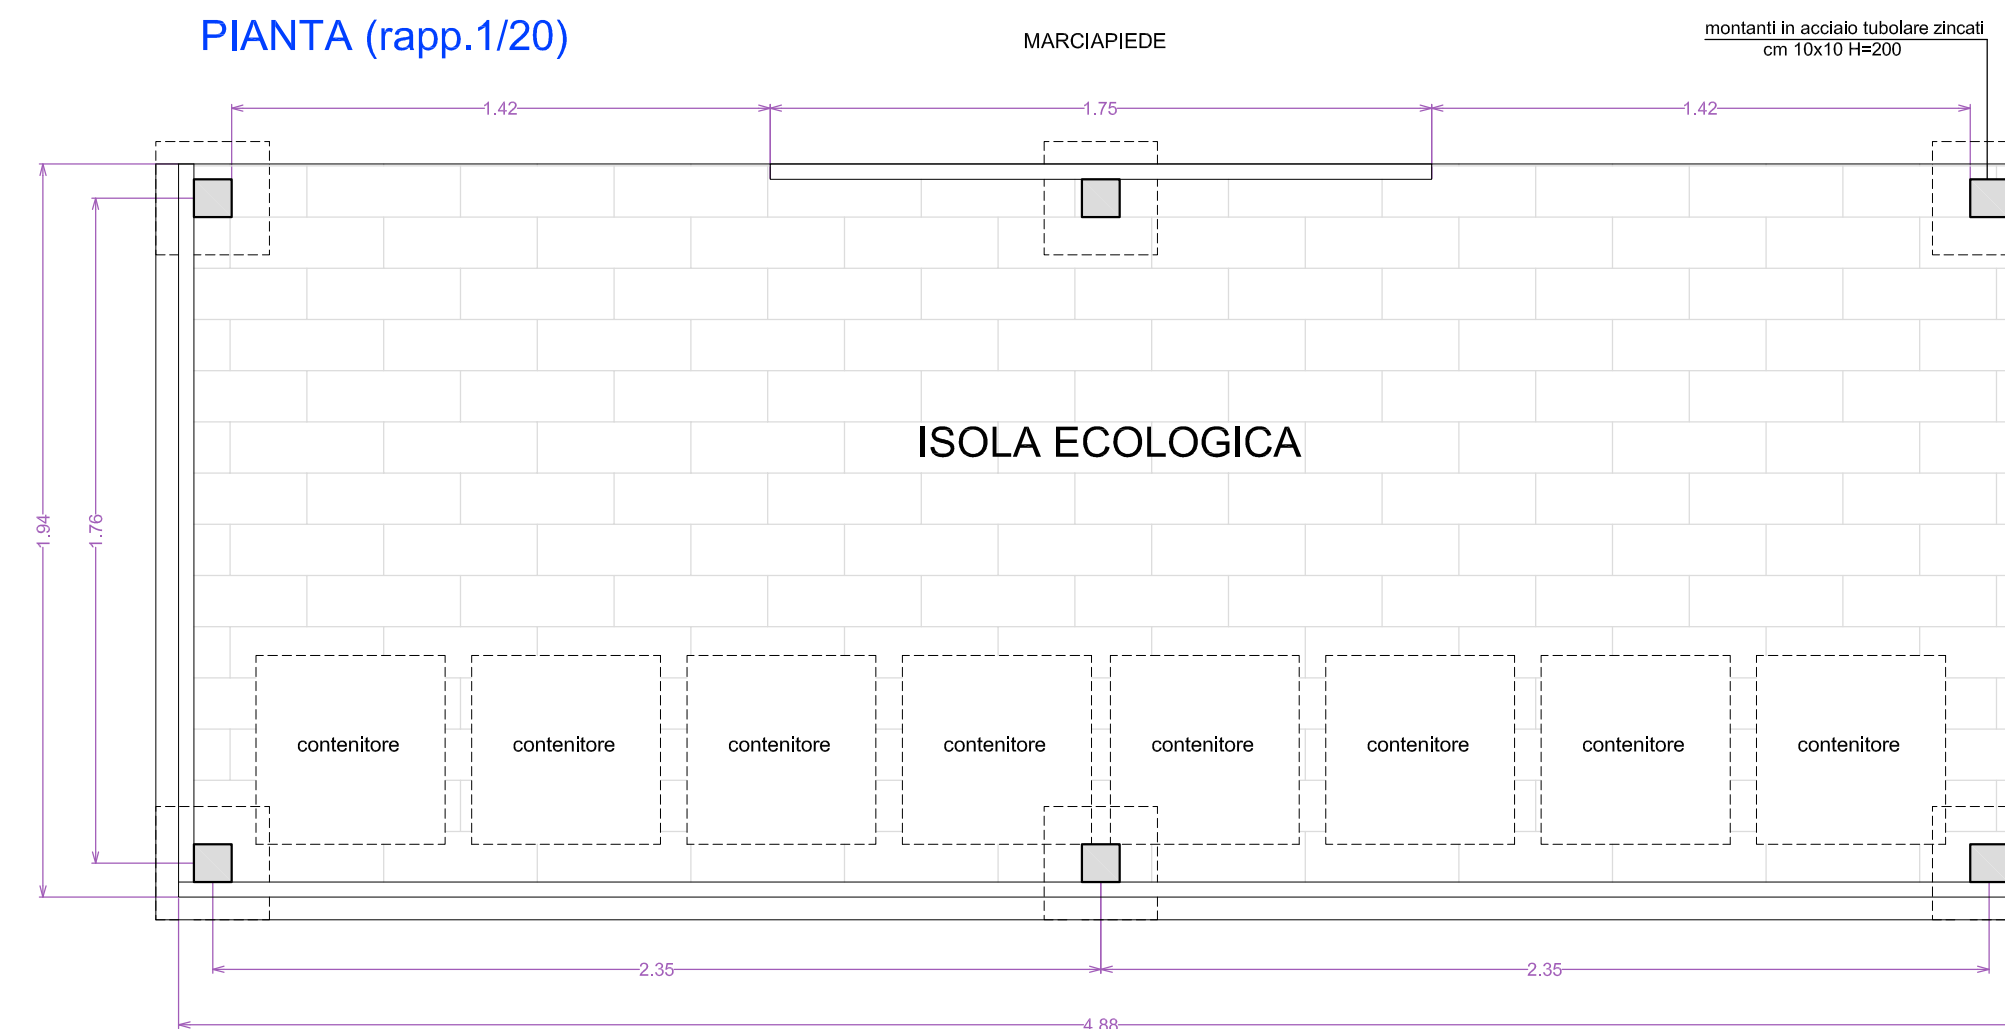 PIANTA (rapp.1/20)
MARCIAPIEDE
montanti in acciaio tubolare zincati
cm 10x10 H=200
1.42
1.75
1.42
1.94
1.76
ISOLA ECOLOGICA
contenitore
contenitore
contenitore
contenitore
contenitore
contenitore
contenitore
contenitore
2.35
2.35
4.88